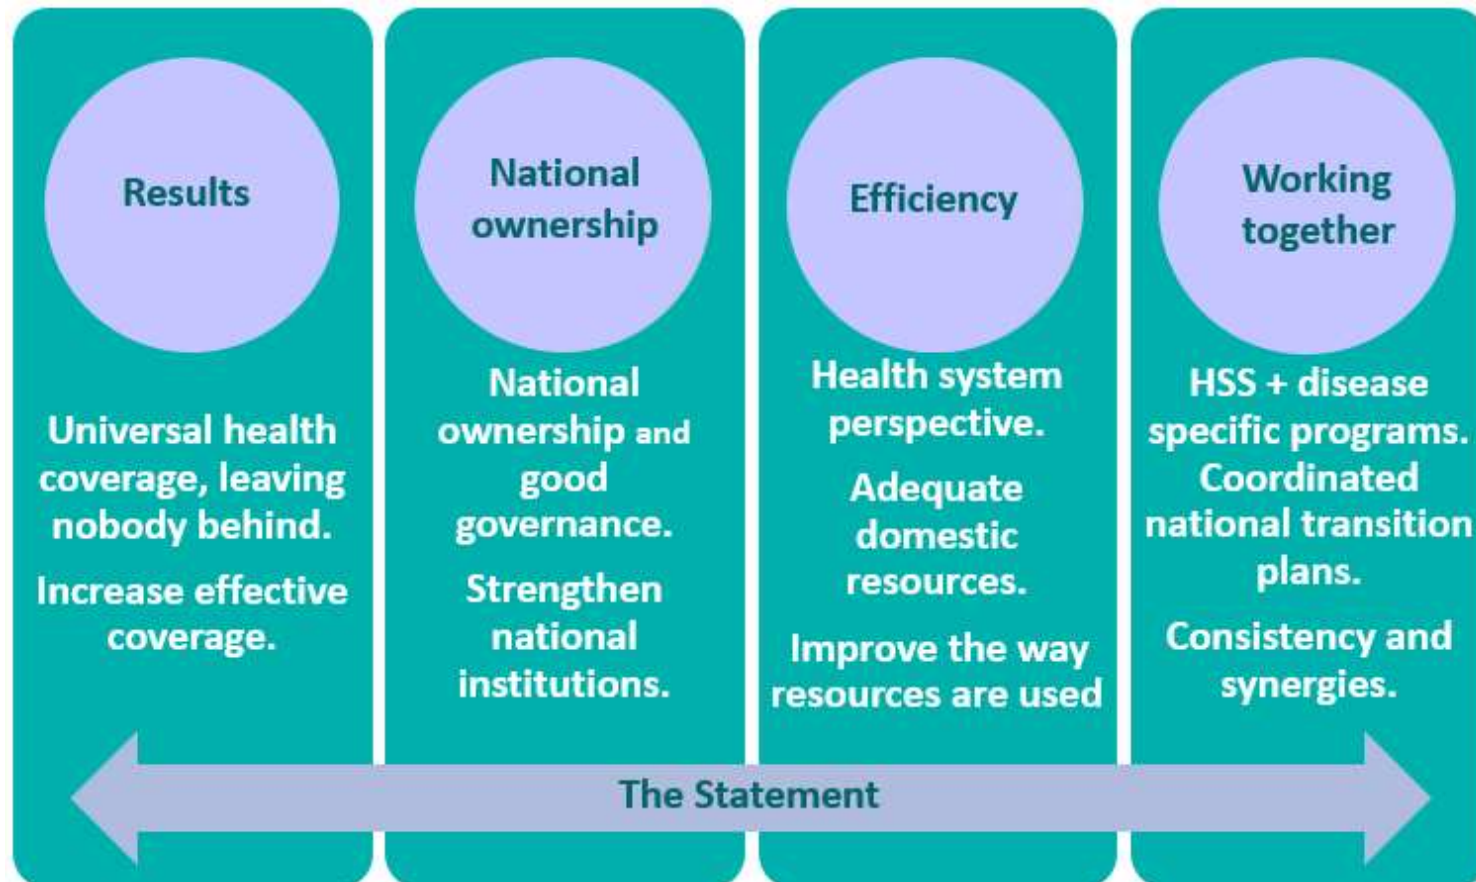 Results
Universal health
coverage, leaving
nobody behind.
Increase effective
coverage.
National
ownership
National
ownership and
good
governance.
Strengthen
national
institutions.
Efficiency
Health system
perspective.
Adequate
domestic
resources.
Improve the way
resources are used
Working
together
HSS + disease
specific programs.
Coordinated
national transition
plans.
Consistency and
synergies.
The Statement